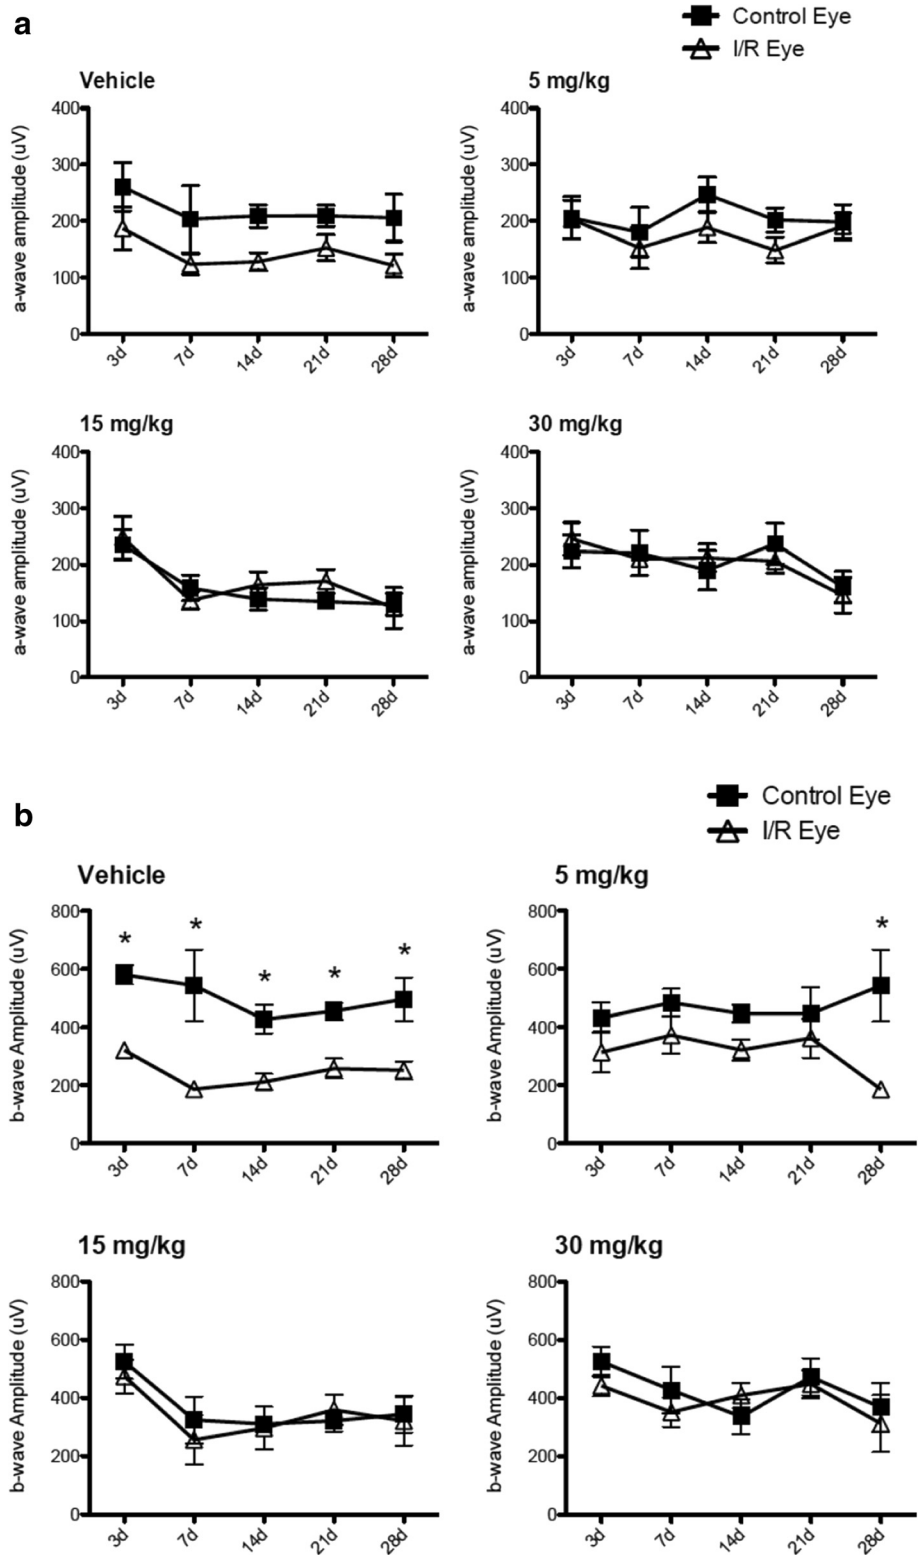 a
Control Eye
I/R Eye
Vehicle
5 mg/kg
a-wave amplitude (uV)
400
300
200
100
0
3d
7d
14d
21d
28d
a-wave amplitude (uV)
400
300
200
100
0
3d
7d
14d
21d
28d
15 mg/kg
30 mg/kg
a-wave amplitude (uV)
400
300
200
100
0
3d
7d
14d
21d
28d
a-wave amplitude (uV)
400
300
200
100
0
3d
7d
14d
21d
28d
b
Control Eye
I/R Eye
Vehicle
5 mg/kg
b-wave Amplitude (uV)
800
600
400
200
0
* * * * *
3d
7d
14d
21d
28d
b-wave Amplitude (uV)
800
600
400
200
0
*
3d
7d
14d
21d
28d
15 mg/kg
30 mg/kg
b-wave Amplitude (uV)
800
600
400
200
0
3d
7d
14d
21d
28d
b-wave Amplitude (uV)
800
600
400
200
0
3d
7d
14d
21d
28d